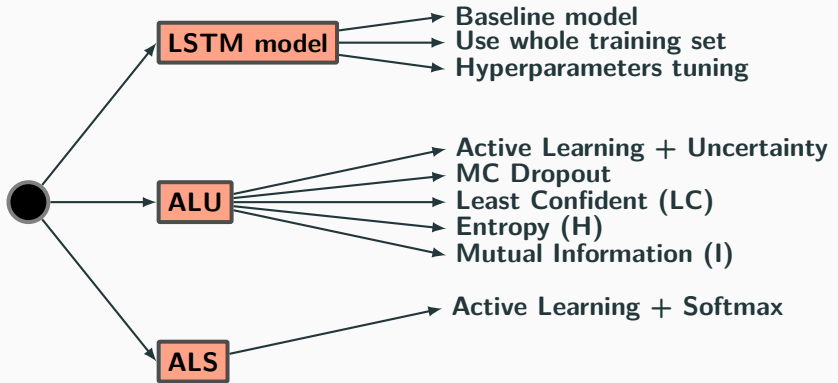 LSTM model
Baseline model
Use whole training set
Hyperparameters tuning
ALU
Active Learning + Uncertainty
MC Dropout
Least Confident (LC)
Entropy (H)
Mutual Information (I)
ALS
Active Learning + Softmax